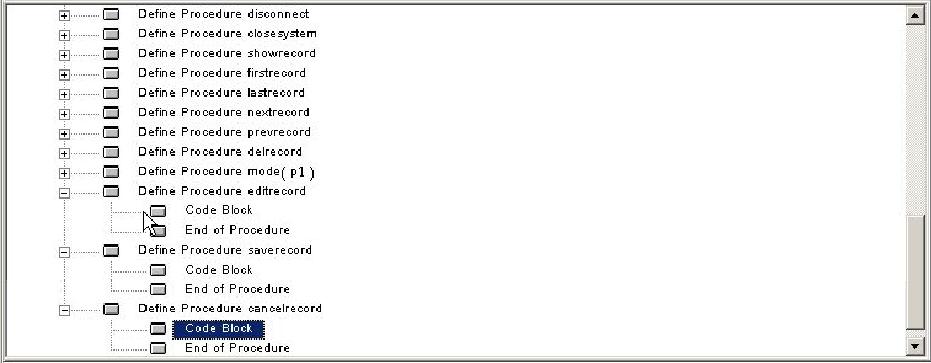 Define Procedure disconnect
Define Procedure closesystem
Define Procedure showrecord
Define Procedure firstrecord
Define Procedure lastrecord
Define Procedure nextrecord
Define Procedure prevrecord
Define Procedure delrecord
Define Procedure mode( p1 )
Define Procedure editrecord
Code Block
End of Procedure
Define Procedure saverecord
Code Block
End of Procedure
Define Procedure cancelrecord
Code Block
End of Procedure